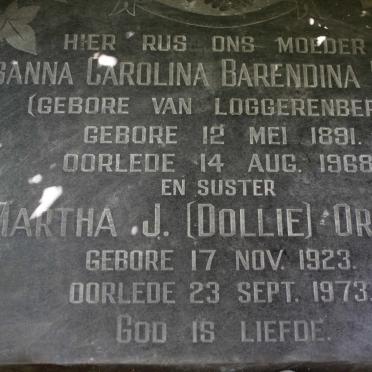 HIER RUS ONS MOEDER
CAROLINA BARENDINA
(GEBORE VAN LOGGERENBER
GEBORE 12 MEI 1891.
OORLEDE 14 AUG. 1968
EN SUSTER
MARTHA J. (DOLLIE)
GEBORE 17 NOV. 1923.
OORLEDE 23 SEPT. 1973.
GOD IS LIEFDE.